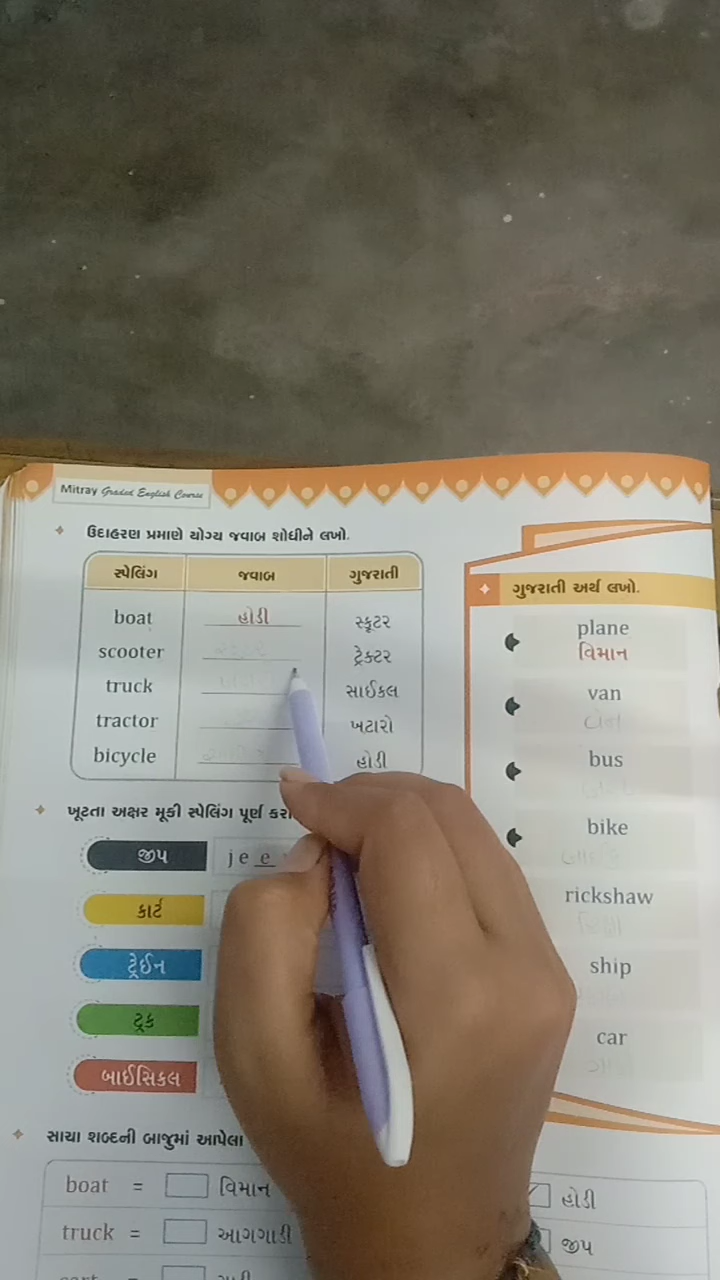 Mitray Graded English Course
ઉદાહરણ પ્રમાણે યોગ્ય જવાબ શોધીને લખો.
સ્પેલિંગ જવાબ ગુજરાતી
boat હોડી સ્કૂટર
scooter ટ્રેક્ટર
truck સાઈકલ
tractor ખટારો
bicycle હોડી
ખૂટતા અક્ષર મૂકી સ્પેલિંગ પૂર્ણ કરો
જીપ j e e
કાર્ટ
ટ્રેઈન
ટ્રક
બાઈસિકલ
ગુજરાતી અર્થ લખો.
plane
વિમાન
van
વેન
bus
bike
rickshaw
ship
car
સાચા શબ્દની બાજુમાં આપેલા
boat = વિમાન હોડી
truck = આગગાડી જીપ